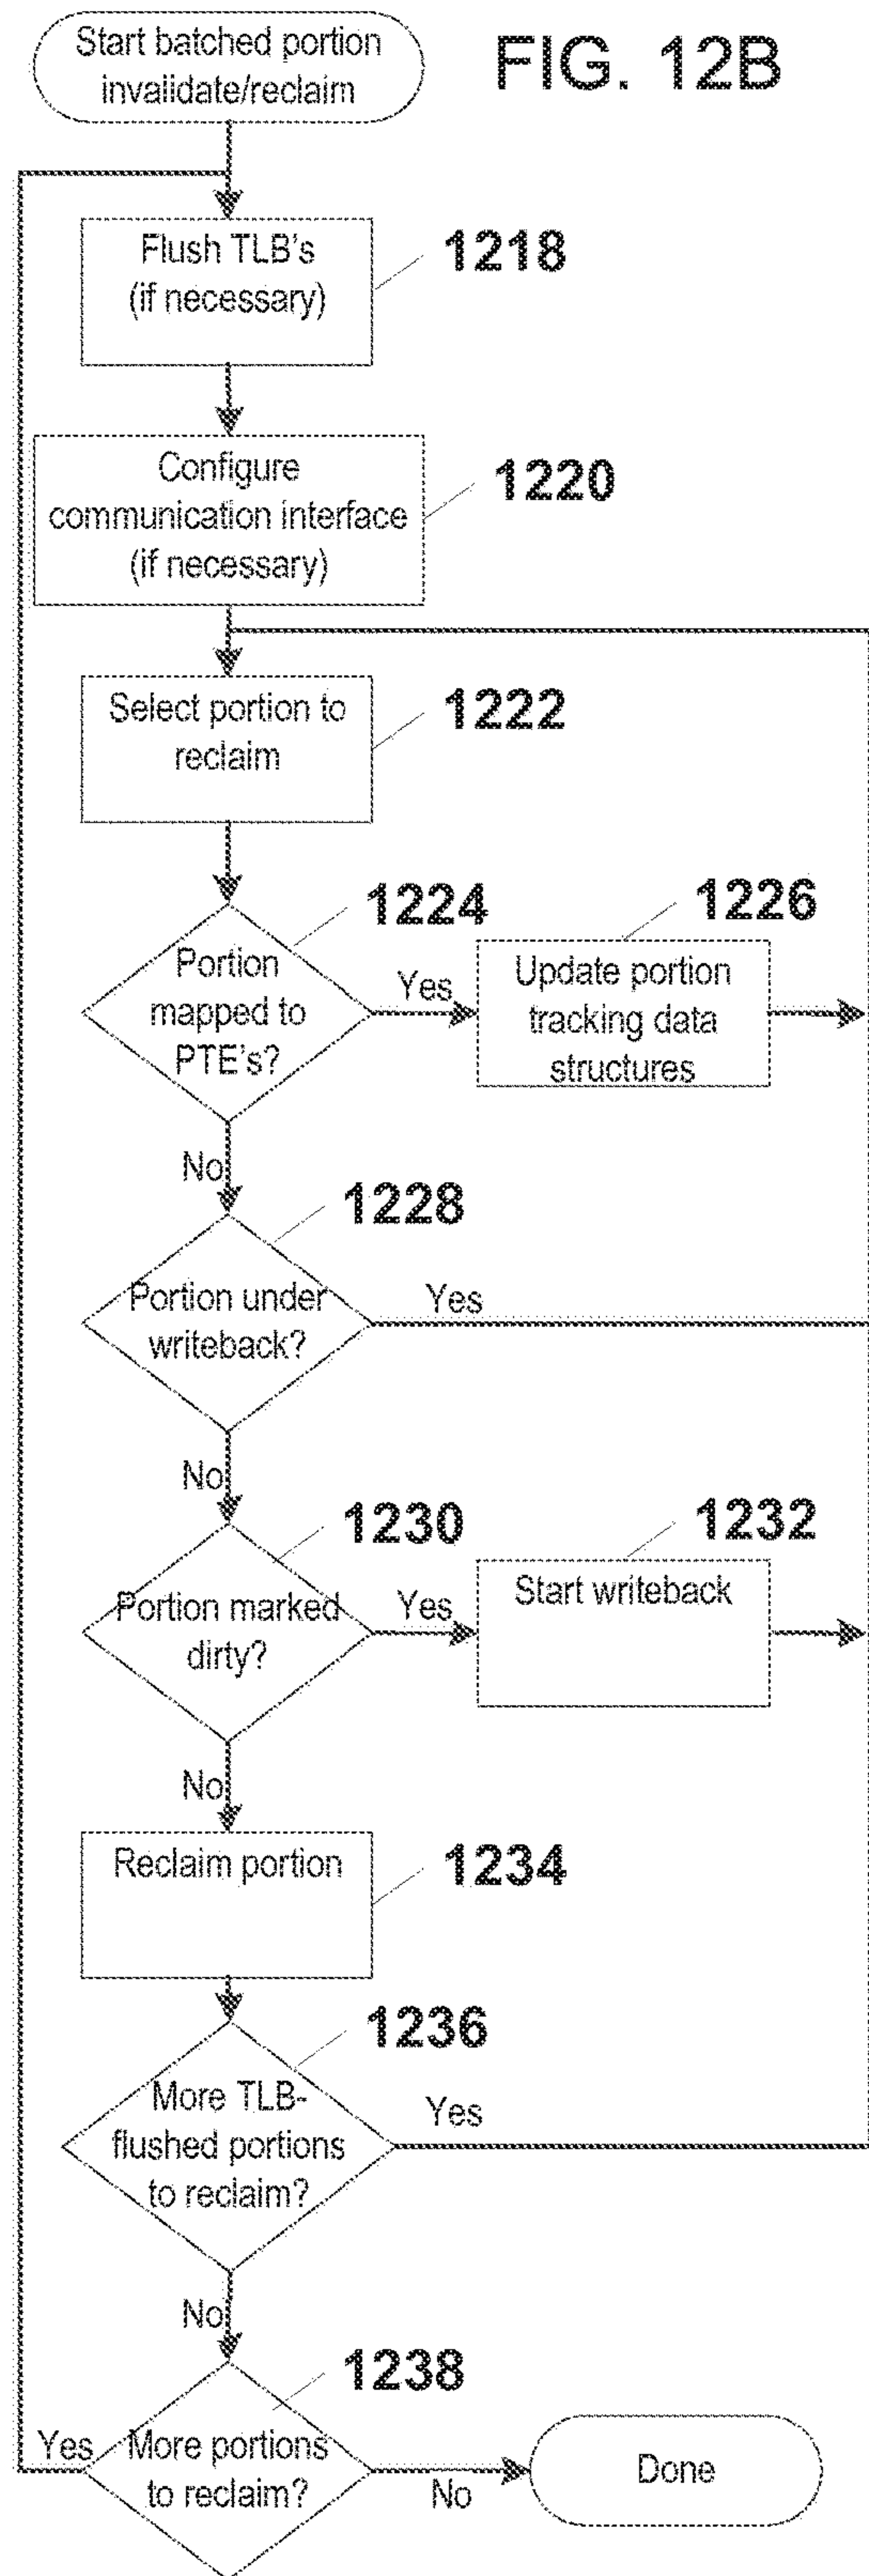 Start batched portion
invalidate/reclaim
FIG. 12B
Flush TLB's
(if necessary)
1218
Configure
communication interface
(if necessary)
1220
Select portion to
reclaim
1222
Portion
mapped to
PTE's?
1224
Yes
Update portion
tracking data
structures
1226
No
Portion under
writeback?
1228
Yes
No
Portion marked
dirty?
1230
Yes
Start writeback
1232
No
Reclaim portion
1234
More TLB-
flushed portions
to reclaim?
1236
Yes
No
More portions
to reclaim?
1238
Yes
No
Done